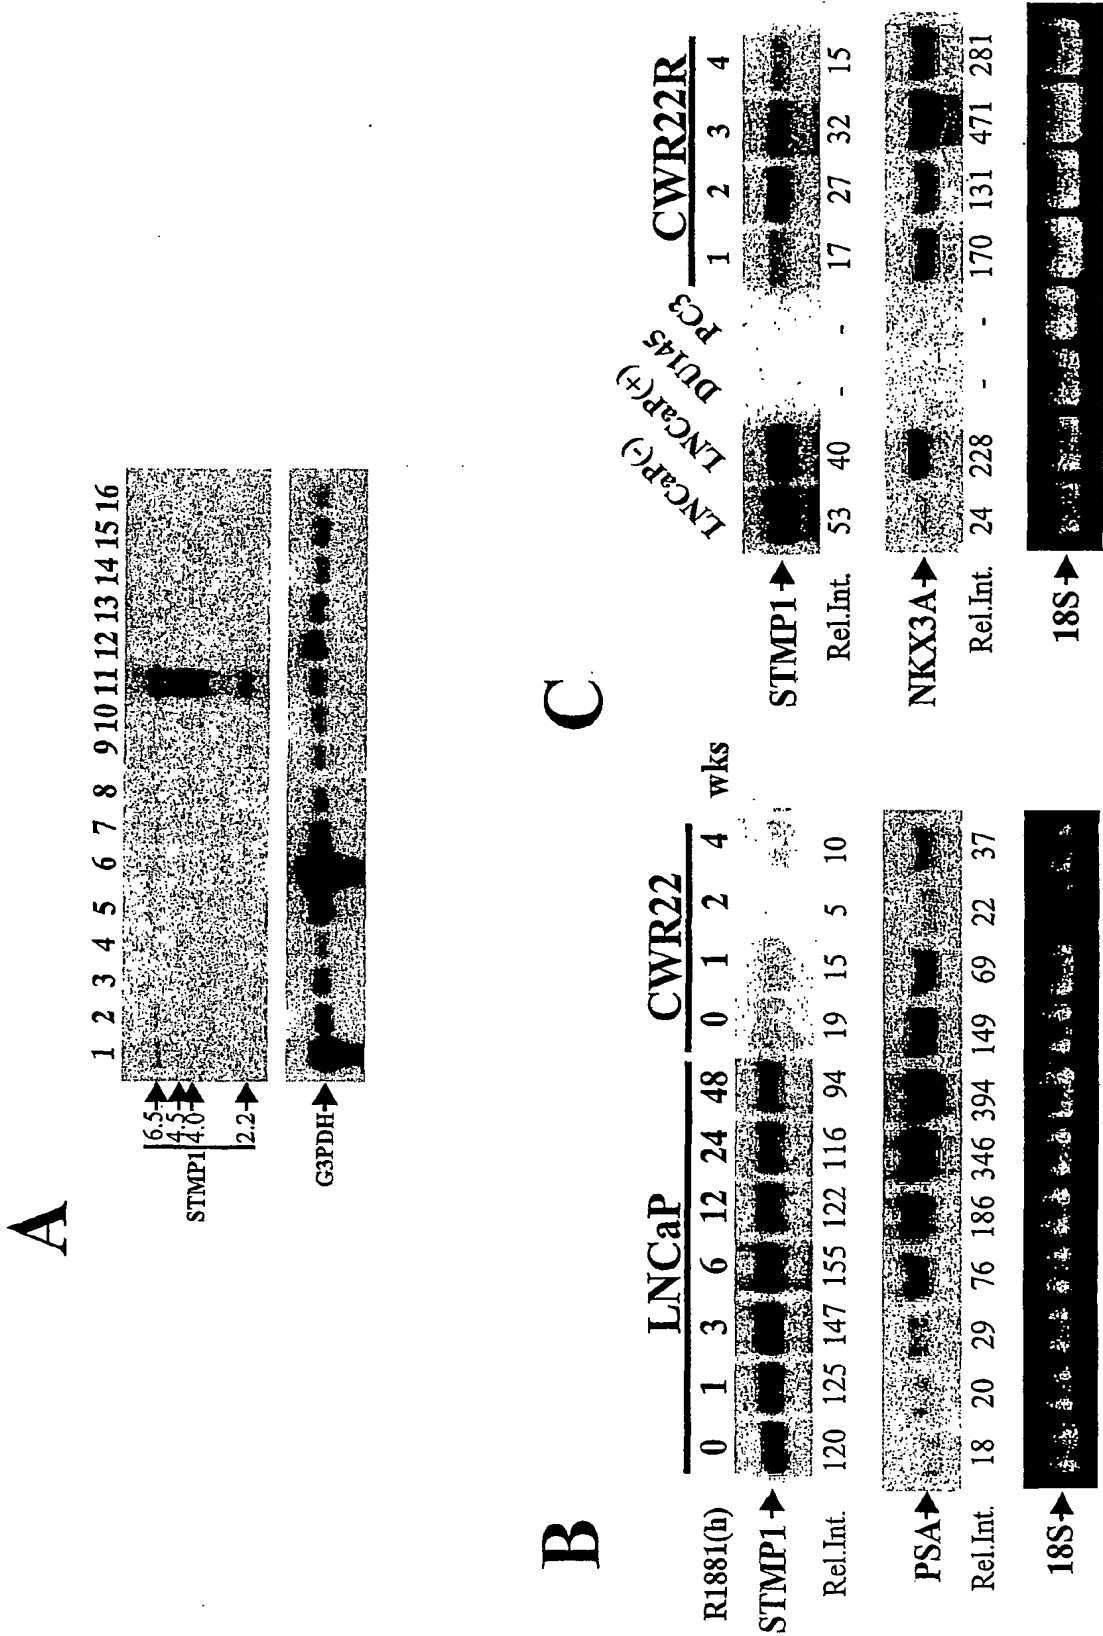 A
1 2 3 4 5 6 7 8 9 10 11 12 13 14 15 16
6.5
4.5
STMP1
4.0
2.2
G3PDH
B
LNCaP CWR22
R1881(h) 0 1 3 6 12 24 48 0 1 2 4 wks
STMP1
Rel.Int. 120 125 147 155 122 116 94 19 15 5 10
PSA
Rel.Int. 18 20 29 76 186 346 394 149 69 22 37
18S
C
CWR22R
LNCaP(-) LNCaP(+) DU145 PC3 1 2 3 4
STMP1
Rel.Int. 53 40 - - 17 27 32 15
NKX3A
Rel.Int. 24 228 - - 170 131 471 281
18S